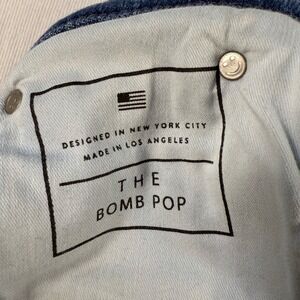 DESIGNED IN NEW YORK CITY
MADE IN LOS ANGELES
THE
BOMB POP